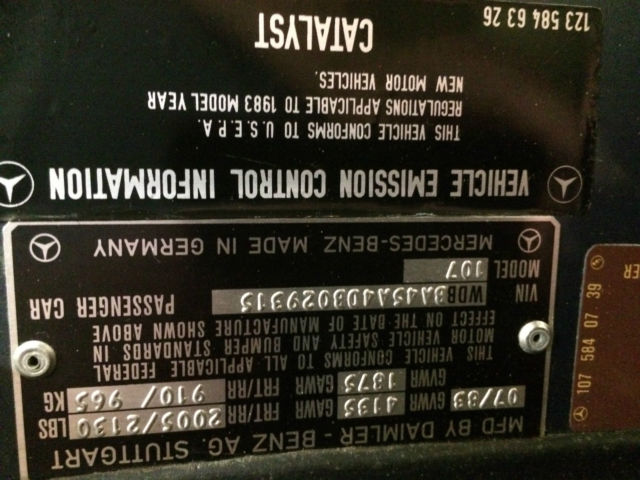 MFD BY DAIMLER - BENZ AG. STUTTGART
07/83 GVWR 4135 GAWR FRT/RR 2005/2130 LBS
GVWR 1875 GAWR FRT/RR 910/ 965 KG
THIS VEHICLE CONFORMS TO ALL APPLICABLE FEDERAL
MOTOR VEHICLE SAFETY AND BUMPER STANDARDS IN
EFFECT ON THE DATE OF MANUFACTURE SHOWN ABOVE
VIN WDBBA45A4DB029315 PASSENGER CAR
MODEL 107
MERCEDES-BENZ MADE IN GERMANY
107 584 07 39
VEHICLE EMISSION CONTROL INFORMATION
THIS VEHICLE CONFORMS TO U.S.E.P.A.
REGULATIONS APPLICABLE TO 1983 MODEL YEAR
NEW MOTOR VEHICLES.
CATALYST
123 584 63 26